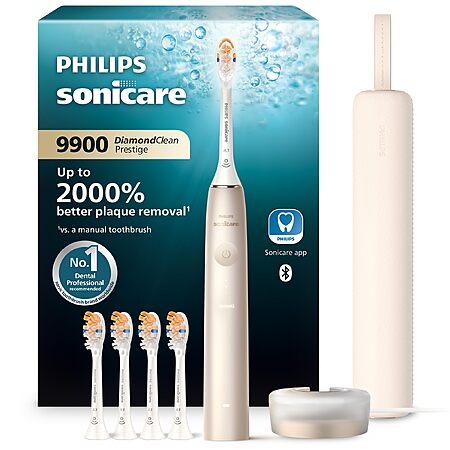 PHILIPS
sonicare
9900 DiamondClean
Prestige
Up to
2000%
better plaque removal¹
¹vs. a manual toothbrush
No.1
Dental
Professional
recommended
PHILIPS
sonicare
PHILIPS
Sonicare app
sonicare